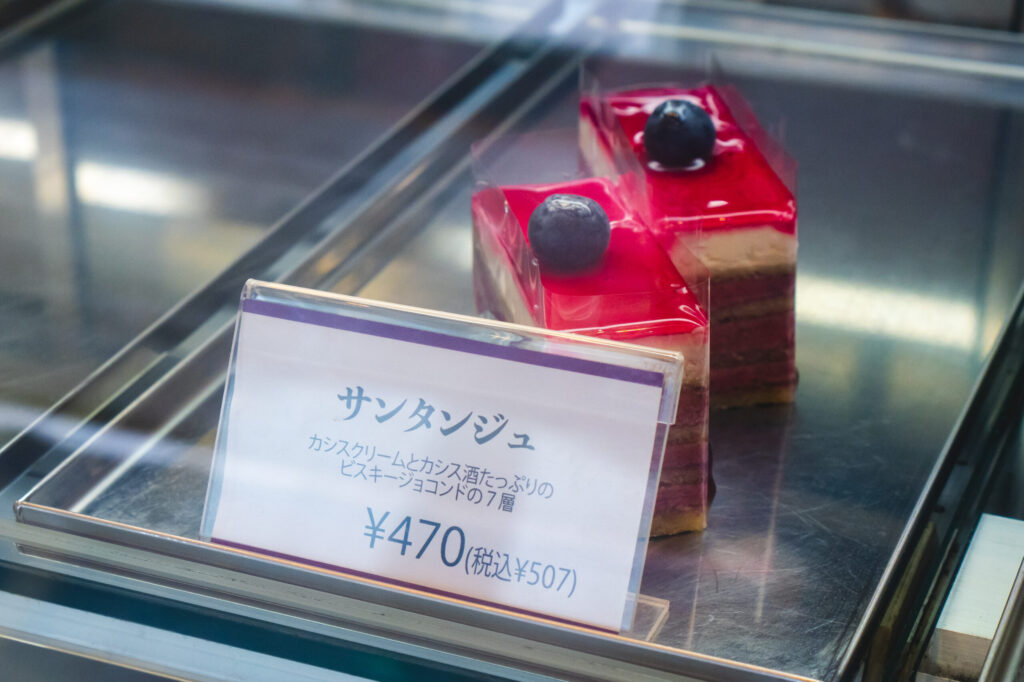 サンタンジュ
カシスクリームとカシス酒たっぷりの
ビスキージョコンドの７層
¥470(税込¥507)